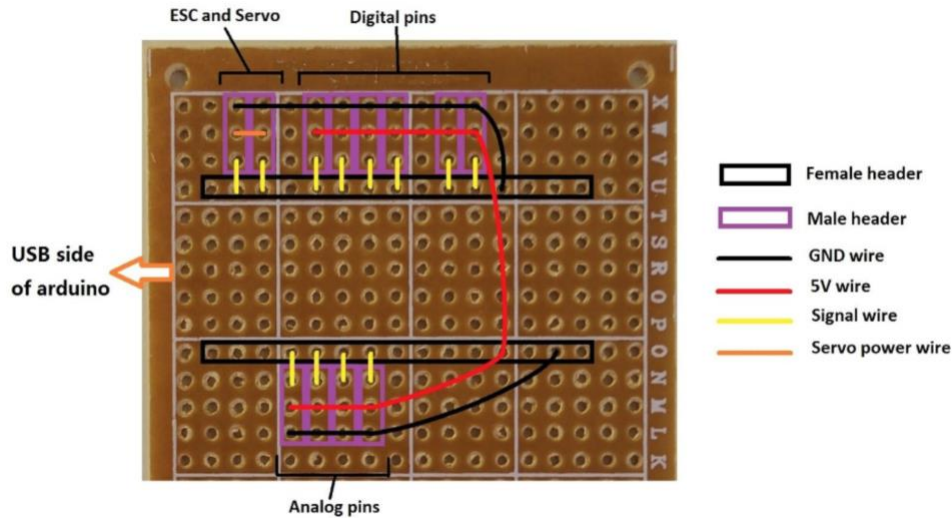 ESC and Servo
Digital pins
X
W
V
U
T
S
R
Q
P
O
N
M
L
K
USB side
of arduino
Female header
Male header
GND wire
5V wire
Signal wire
Servo power wire
Analog pins